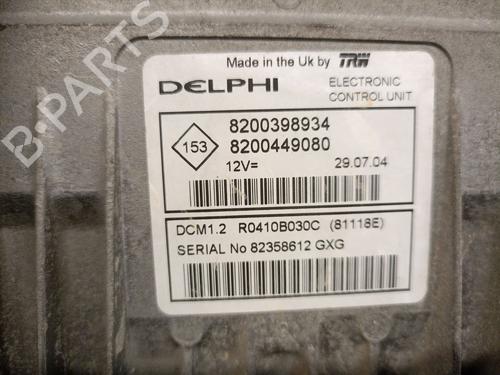 Made in the Uk by TRW
DELPHI
ELECTRONIC
CONTROL UNIT
153
8200398934
8200449080
12V=
29.07.04
DCM1.2 R0410B030C (81118E)
SERIAL No 82358612 GXG
B-PARTS